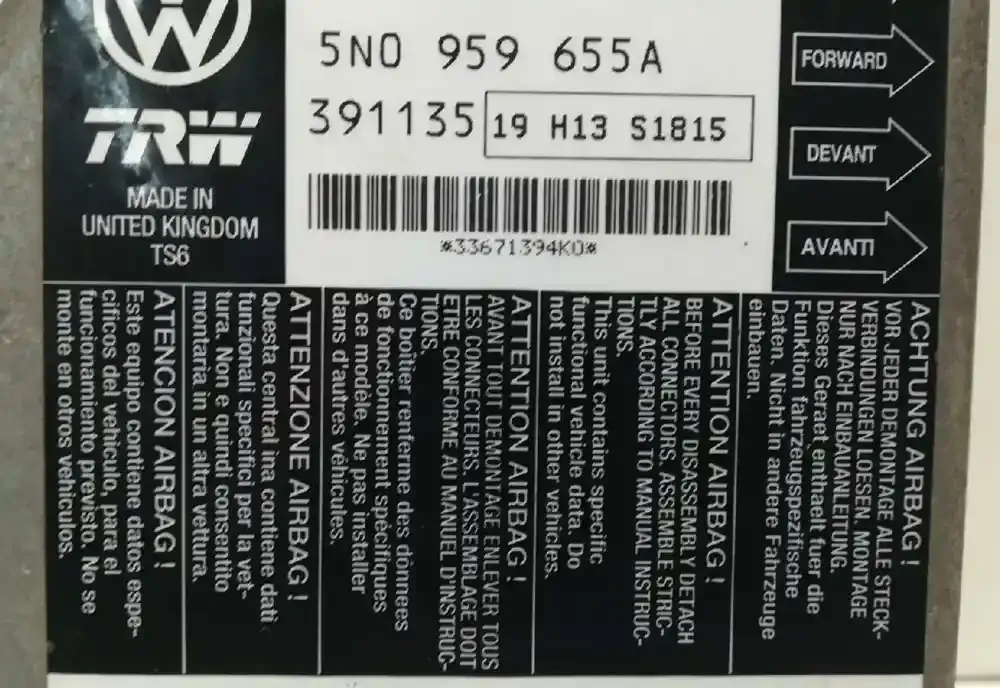 VW
TRW
MADE IN
UNITED KINGDOM
TS6
5N0 959 655A
391135 19 H13 S1815
*33671394K0*
FORWARD
DEVANT
AVANTI
ACHTUNG AIRBAG !
VOR JEDER DEMONTAGE ALLE STECK-
VERBINDUNGEN LOESEN. MONTAGE
NUR NACH EINBAUANLEITUNG.
Dieses Geraet enthaelt fuer die
Funktion fahrzeugspezifische
Daten. Nicht in andere Fahrzeuge
einbauen.
ATTENTION AIRBAG !
BEFORE EVERY DISASSEMBLY DETACH
ALL CONNECTORS. ASSEMBLE STRIC-
TLY ACCORDING TO MANUAL INSTRUC-
TIONS.
This unit contains specific
functional vehicle data. Do
not install in other vehicles.
ATTENTION AIRBAG !
AVANT TOUT DEMONTAGE ENLEVER TOUS
LES CONNECTEURS. L'ASSEMBLAGE DOIT
ETRE CONFORME AU MANUEL D'INSTRUC-
TIONS.
Ce boîtier renferme des données
de fonctionnement spécifiques
à ce modèle. Ne pas installer
dans d'autres véhicules.
ATTENZIONE AIRBAG !
Questa central ina contiene dati
funzionali specifici per la vet-
tura. Non e quindi consentito
montaria in un altra vettura.
ATENCION AIRBAG !
Este equipo contiene datos espe-
cificos del vehiculo, para el
funcionamiento previsto. No se
monte en otros vehiculos.